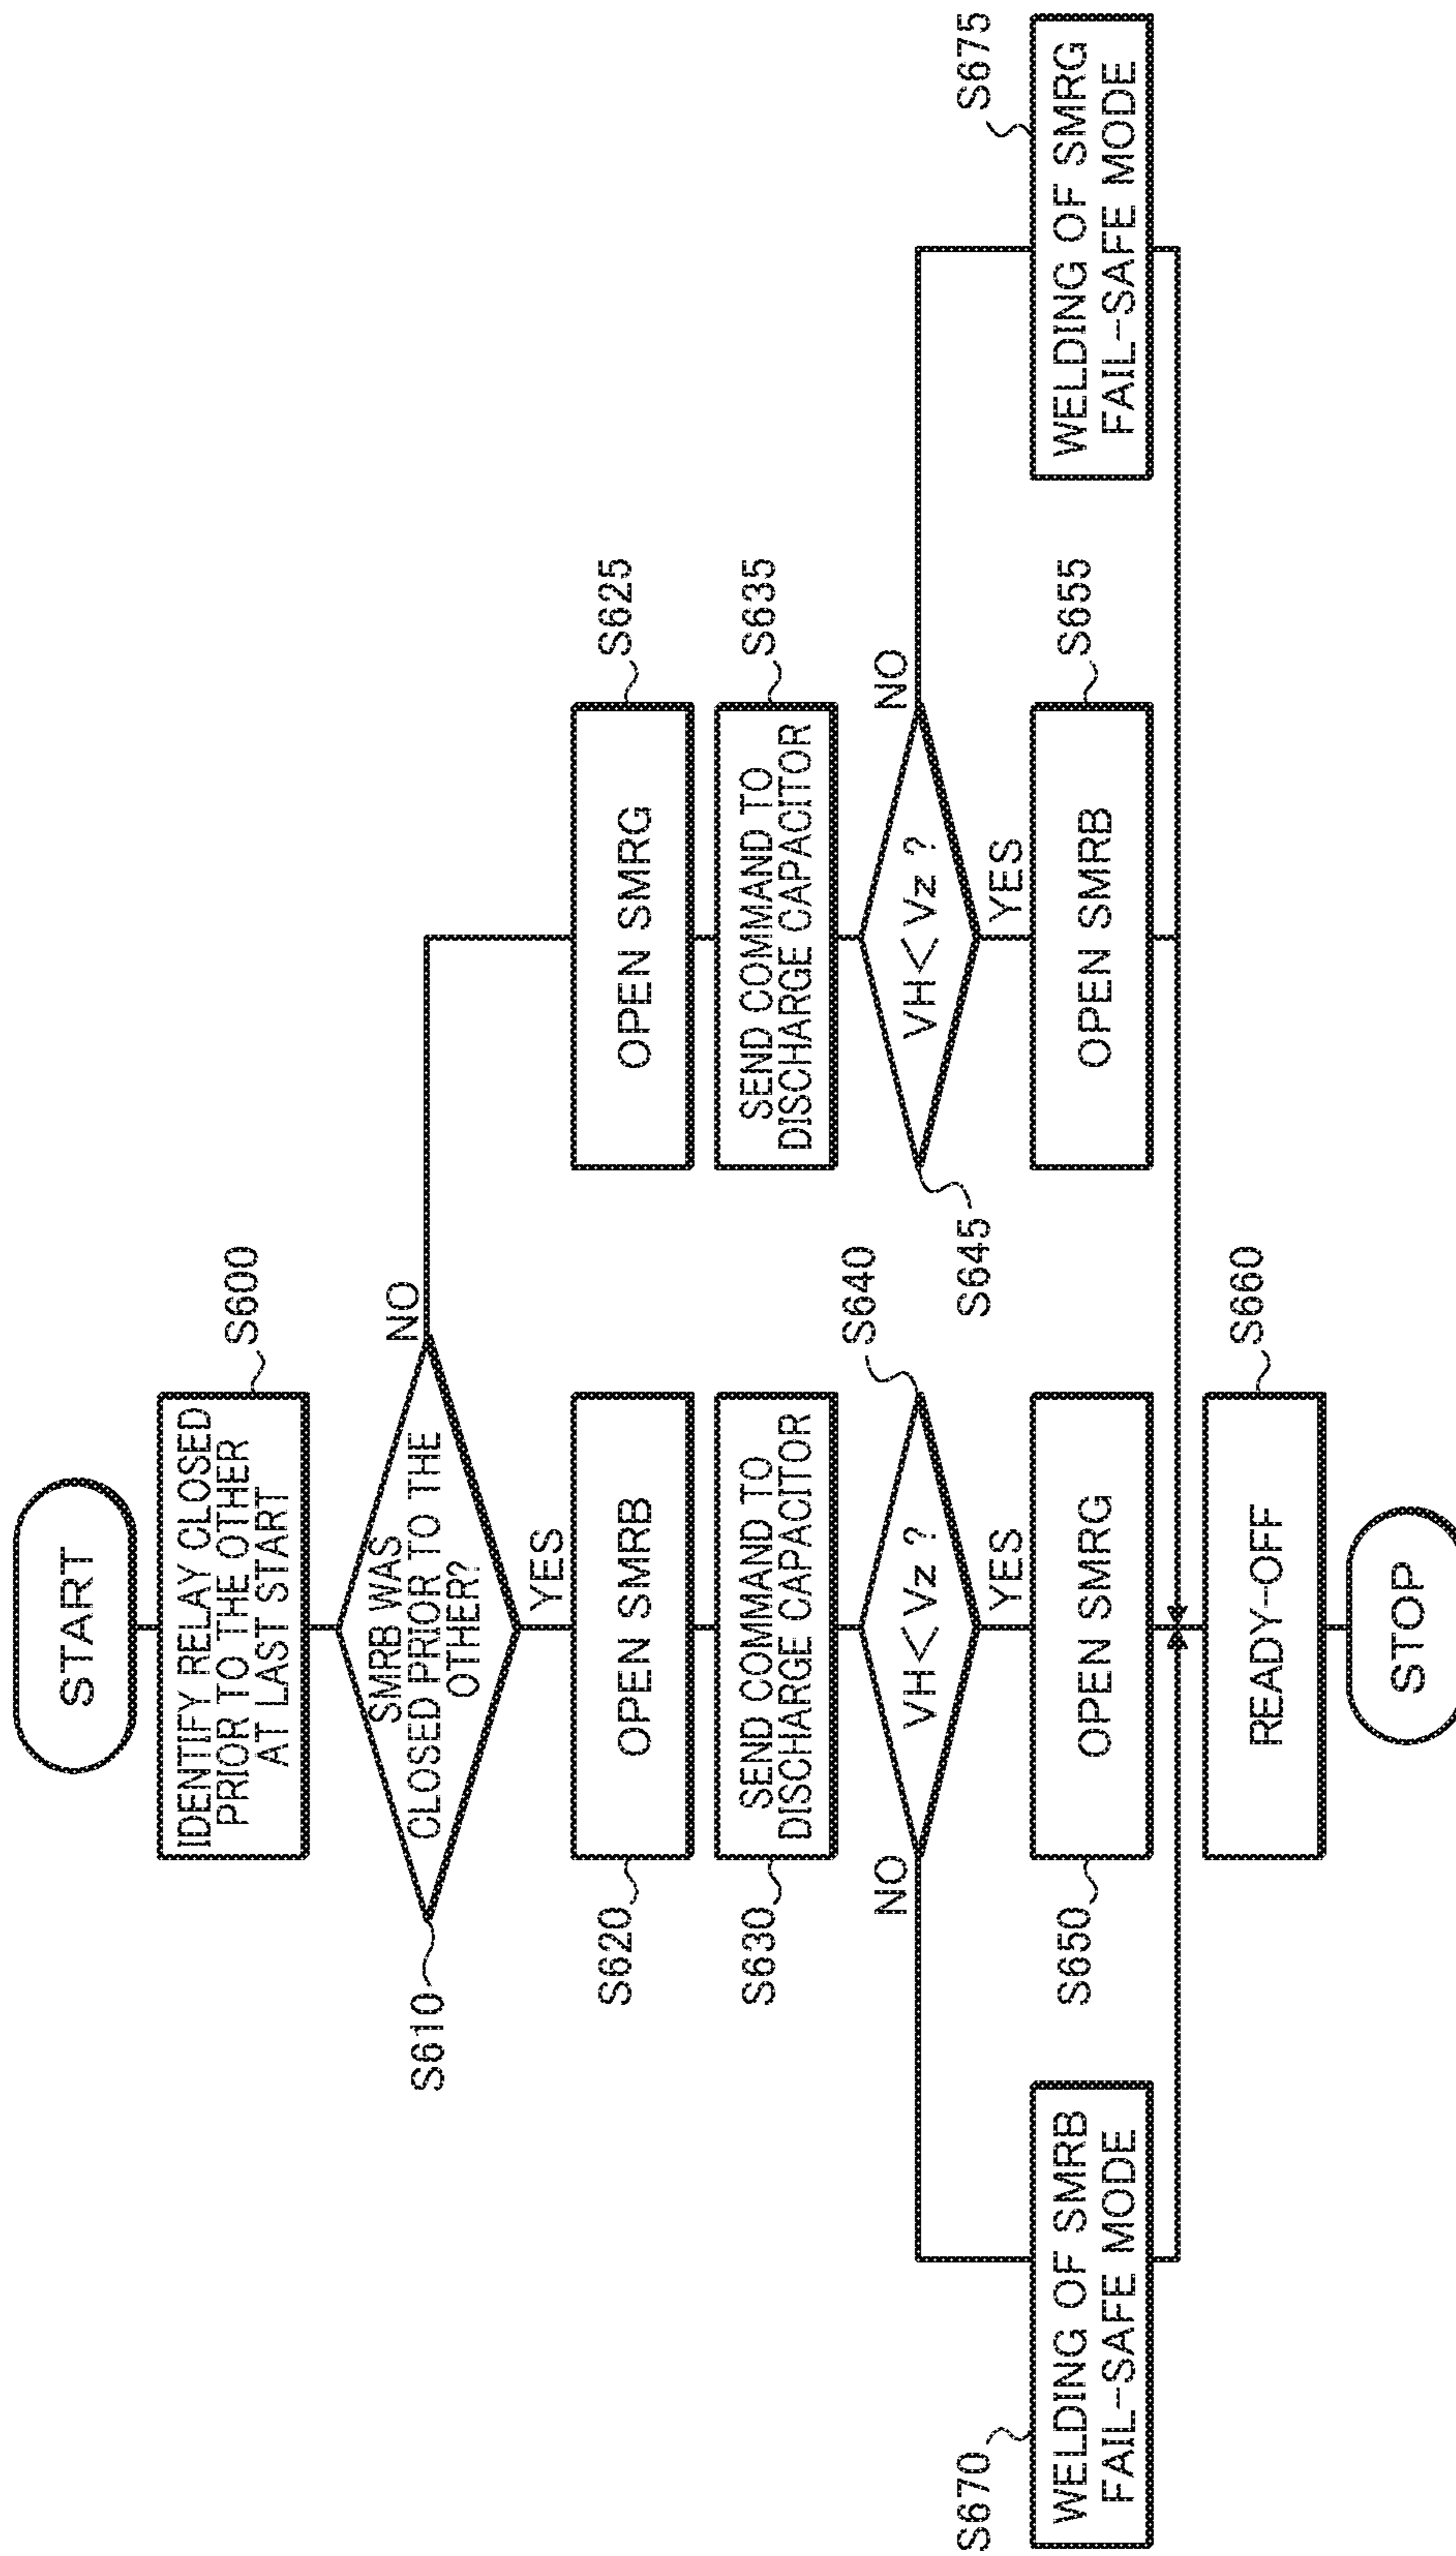 START
IDENTIFY RELAY CLOSED
PRIOR TO THE OTHER
AT LAST START
S600
SMRB WAS
CLOSED PRIOR TO THE
OTHER?
S610
NO
YES
OPEN SMRB
S620
OPEN SMRG
S625
SEND COMMAND TO
DISCHARGE CAPACITOR
S630
SEND COMMAND TO
DISCHARGE CAPACITOR
S635
NO
VH<Vz ?
S640
YES
VH<Vz ?
NO
S645
YES
S670
WELDING OF SMRB
FAIL-SAFE MODE
S650
OPEN SMRG
OPEN SMRB
S655
WELDING OF SMRG
FAIL-SAFE MODE
S675
READY-OFF
S660
STOP